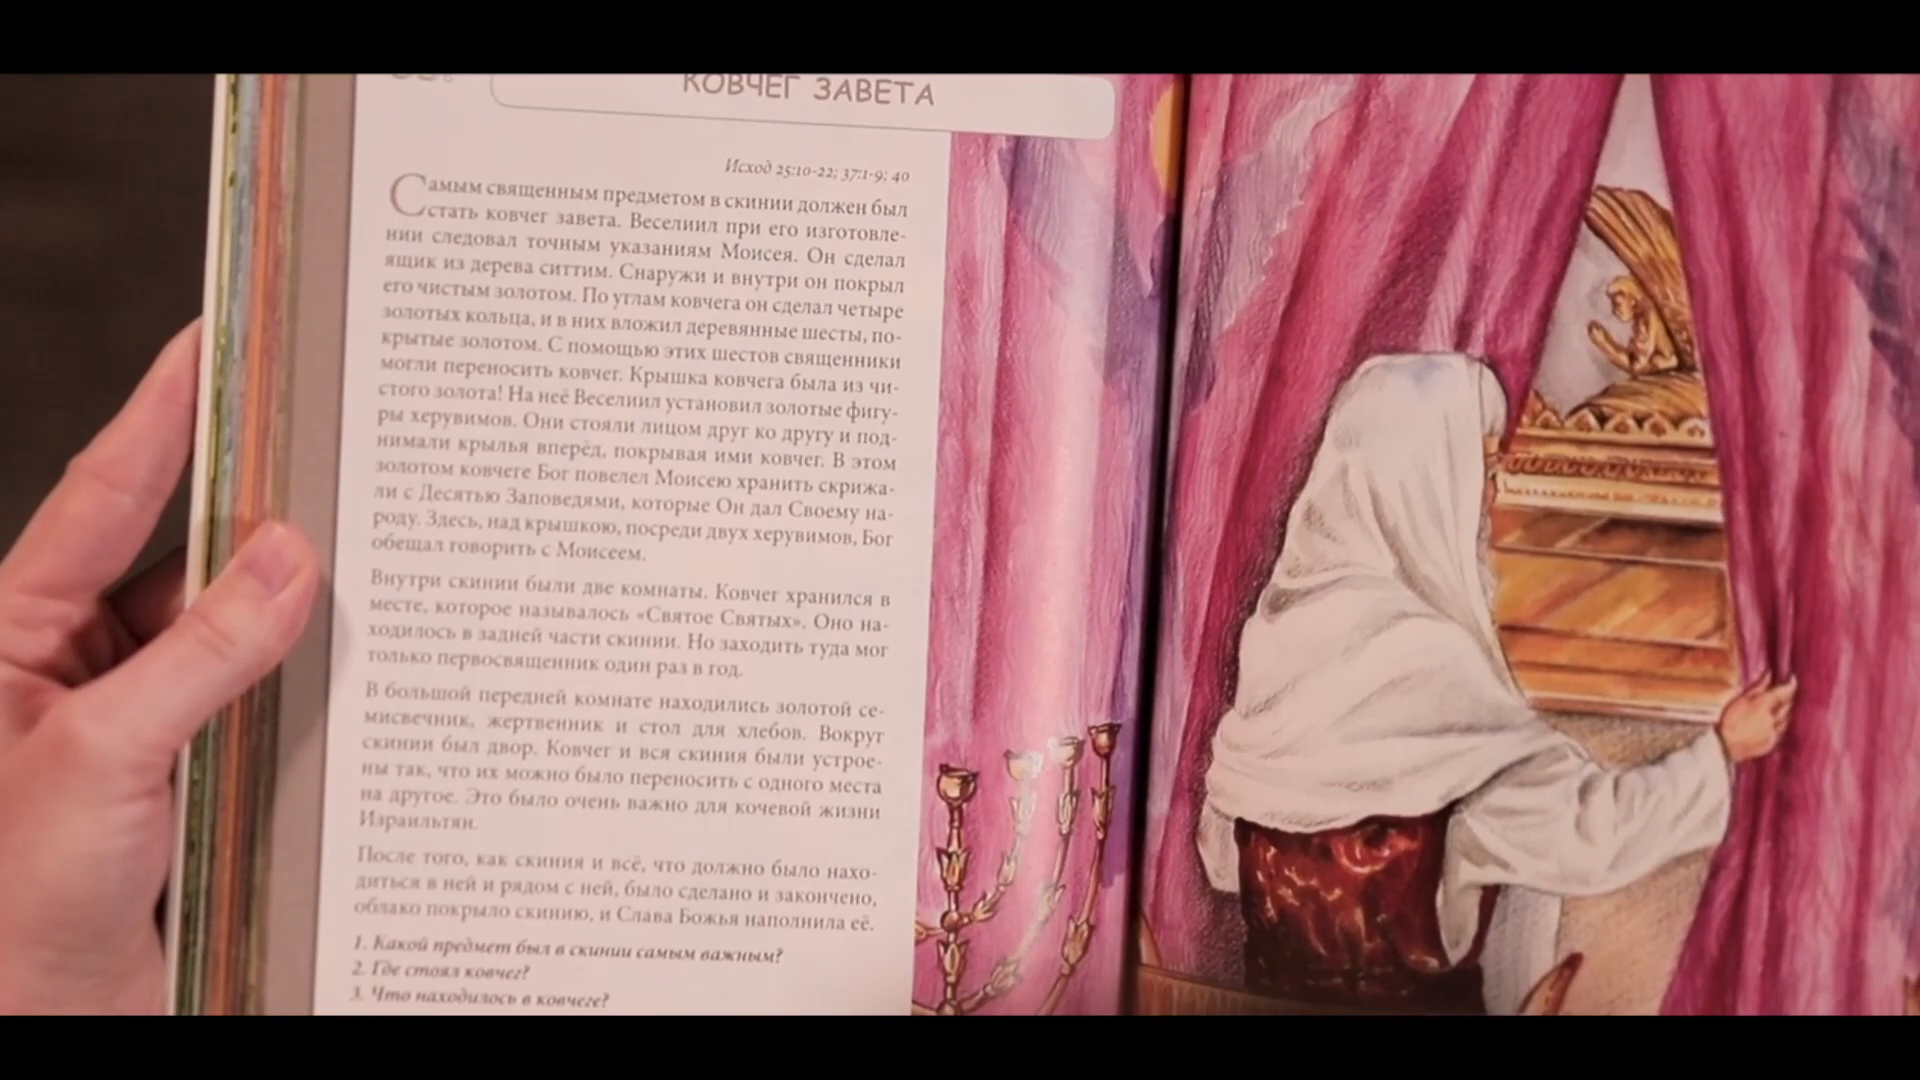 КОВЧЕГ ЗАВЕТА
Исход 25:10-22; 37:1-9; 40
Самым священным предметом в скинии должен был
стать ковчег завета. Веселиил при его изготовле-
нии следовал точным указаниям Моисея. Он сделал
ящик из дерева ситтим. Снаружи и внутри он покрыл
его чистым золотом. По углам ковчега он сделал четыре
золотых кольца, и в них вложил деревянные шесты, по-
крытые золотом. С помощью этих шестов священники
могли переносить ковчег. Крышка ковчега была из чи-
стого золота! На неё Веселиил установил золотые фигу-
ры херувимов. Они стояли лицом друг ко другу и под-
нимали крылья вперёд, покрывая ими ковчег. В этом
золотом ковчеге Бог повелел Моисею хранить скрижа-
ли с Десятью Заповедями, которые Он дал Своему на-
роду. Здесь, над крышкою, посреди двух херувимов, Бог
обещал говорить с Моисеем.
Внутри скинии были две комнаты. Ковчег хранился в
месте, которое называлось «Святое Святых». Оно на-
ходилось в задней части скинии. Но заходить туда мог
только первосвященник один раз в год.
В большой передней комнате находились золотой се-
мисвечник, жертвенник и стол для хлебов. Вокруг
скинии был двор. Ковчег и вся скиния были устрое-
ны так, что их можно было переносить с одного места
на другое. Это было очень важно для кочевой жизни
Израильтян.
После того, как скиния и всё, что должно было нахо-
диться в ней и рядом с ней, было сделано и закончено,
облако покрыло скинию, и Слава Божья наполнила её.
1. Какой предмет был в скинии самым важным?
2. Где стоял ковчег?
3. Что находилось в ковчеге?